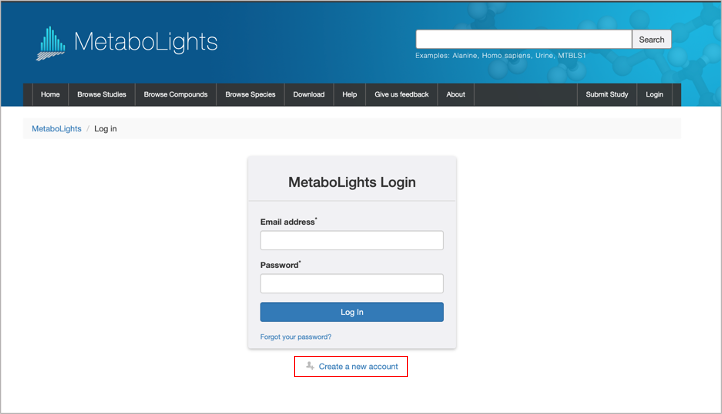 MetaboLights
Search
Examples: Alanine, Homo sapiens, Urine, MTBLS1
Home Browse Studies Browse Compounds Browse Species Download Help Give us feedback About Submit Study Login
MetaboLights / Log in
MetaboLights Login
Email address*
Password*
Log In
Forgot your password?
Create a new account